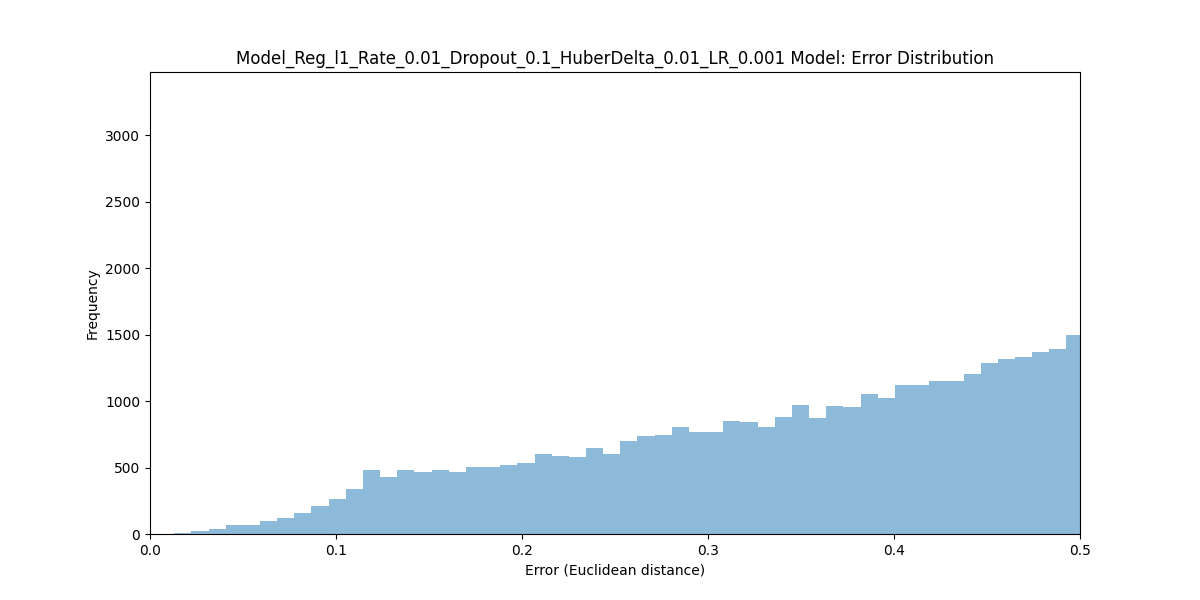 Model_Reg_l1_Rate_0.01_Dropout_0.1_HuberDelta_0.01_LR_0.001 Model: Error Distribution
3000
2500
2000
1500
1000
500
0
Frequency
0.0 0.1 0.2 0.3 0.4 0.5
Error (Euclidean distance)